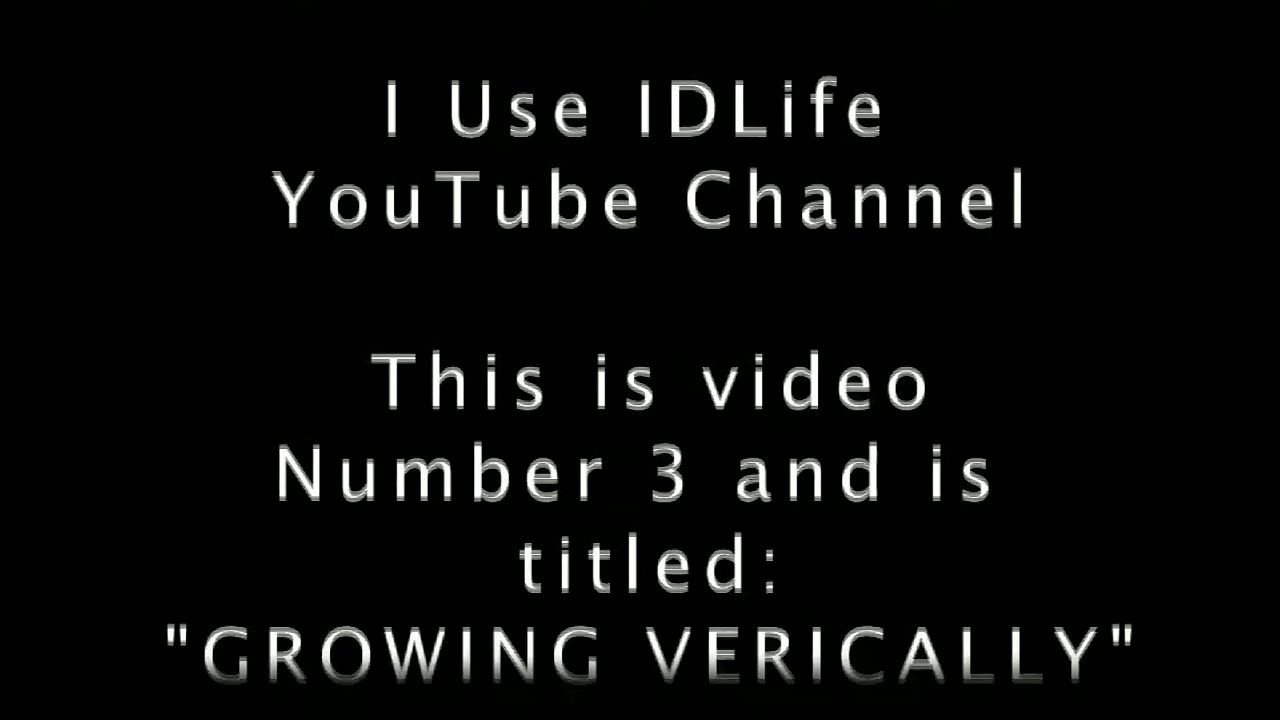 I Use IDLife
YouTube Channel
This is video
Number 3 and is
titled:
"GROWING VERICALLY"